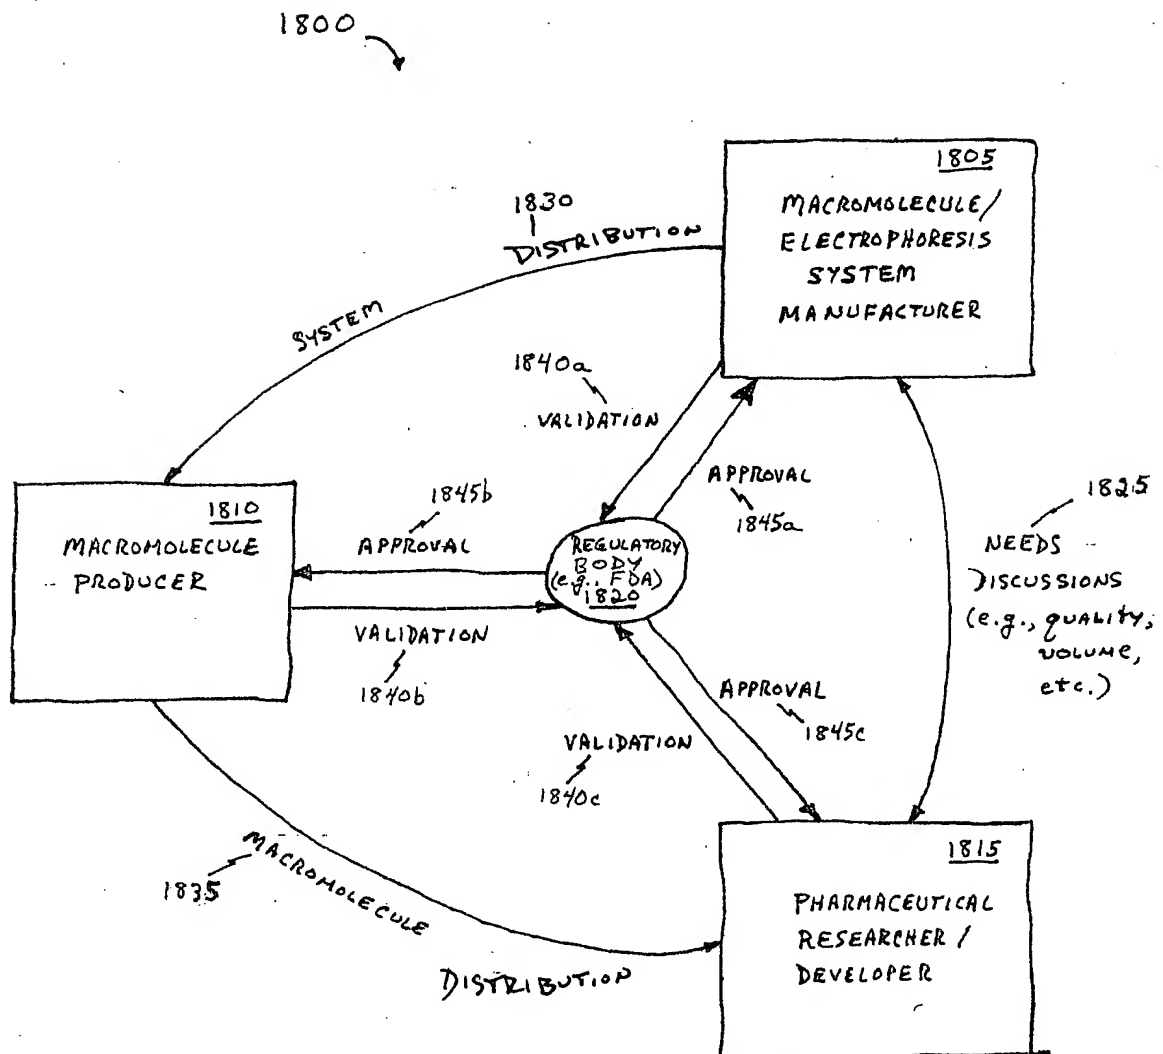 1800
1805
MACROMOLECULE/
ELECTROPHORESIS
SYSTEM
MANUFACTURER
1830
SYSTEM DISTRIBUTION
1840a
VALIDATION
APPROVAL
1845a
1825
NEEDS
DISCUSSIONS
(e.g., QUALITY,
VOLUME,
etc.)
1810
MACROMOLECULE
PRODUCER
1845b
APPROVAL
VALIDATION
1840b
REGULATORY
BODY
(e.g., FDA)
1820
APPROVAL
1845c
VALIDATION
1840c
1835
MACROMOLECULE
DISTRIBUTION
1815
PHARMACEUTICAL
RESEARCHER/
DEVELOPER